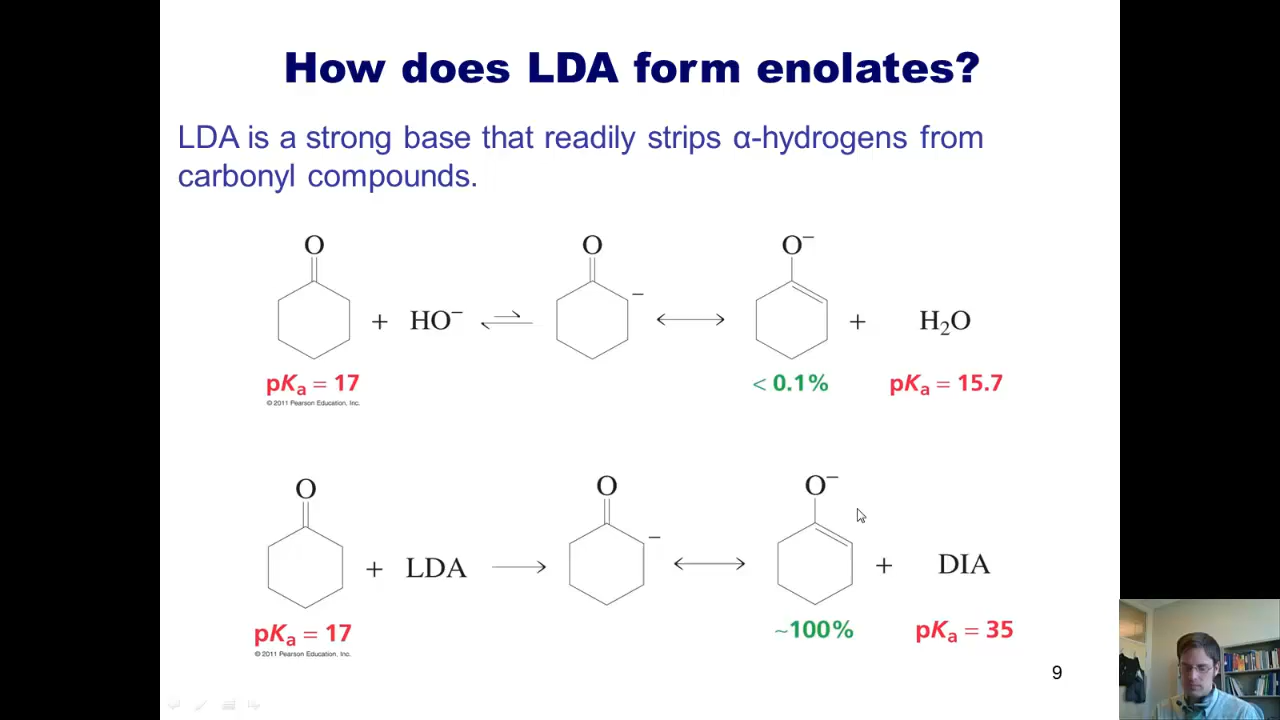 How does LDA form enolates?
LDA is a strong base that readily strips α-hydrogens from
carbonyl compounds.
O O O⁻
+ HO⁻ − + H₂O
pKₐ = 17 < 0.1% pKₐ = 15.7
© 2011 Pearson Education, Inc.
O O O⁻
+ LDA − + DIA
pKₐ = 17 ~100% pKₐ = 35
© 2011 Pearson Education, Inc.
9